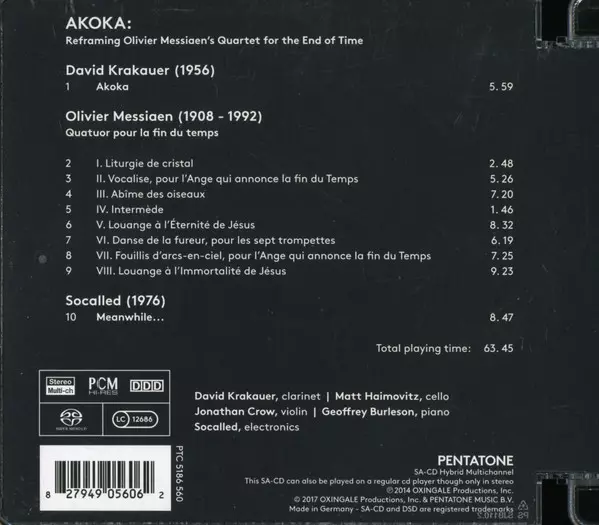 AKOKA:
Reframing Olivier Messiaen's Quartet for the End of Time
David Krakauer (1956)
1 Akoka 5.59
Olivier Messiaen (1908 - 1992)
Quatuor pour la fin du temps
2 I. Liturgie de cristal 2.48
3 II. Vocalise, pour l'Ange qui annonce la fin du Temps 5.26
4 III. Abîme des oiseaux 7.20
5 IV. Intermède 1.46
6 V. Louange à l'Éternité de Jésus 8.32
7 VI. Danse de la fureur, pour les sept trompettes 6.19
8 VII. Fouillis d'arcs-en-ciel, pour l'Ange qui annonce la fin du Temps 7.25
9 VIII. Louange à l'Immortalité de Jésus 9.23
Socalled (1976)
10 Meanwhile... 8.47
Total playing time: 63.45
Stereo
Multi-ch
PCM
HI-RES
DDD
SUPER AUDIO CD
LC 12686
David Krakauer, clarinet | Matt Haimovitz, cello
Jonathan Crow, violin | Geoffrey Burleson, piano
Socalled, electronics
8 27949 05606 2
PTC 5186 560
PENTATONE
SA-CD Hybrid Multichannel
This SA-CD can also be played on a regular cd player though only in stereo
℗ 2014 OXINGALE Productions, Inc.
© 2017 OXINGALE Productions, Inc. & PENTATONE MUSIC B.V.
Made in Germany - SA-CD and DSD are registered trademarks